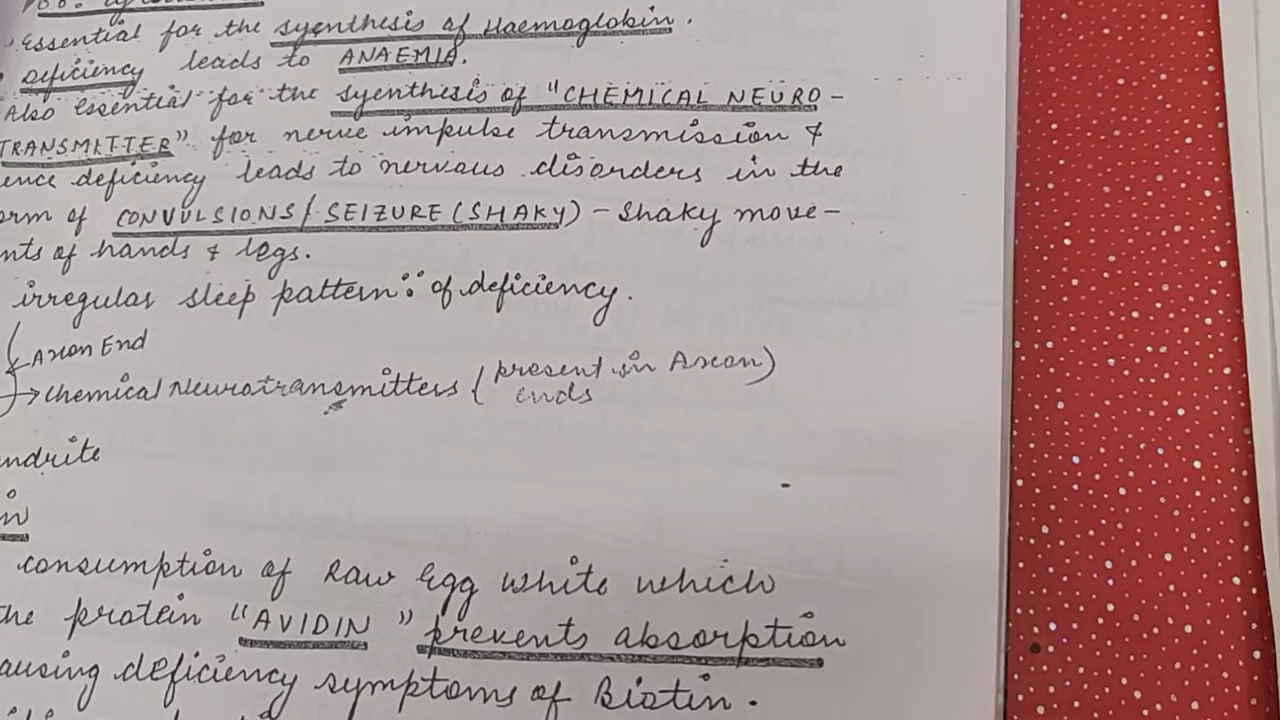 Essential for the syenthesis of Haemoglobin.
deficiency leads to ANAEMIA.
Also essential for the syenthesis of "CHEMICAL NEURO-
TRANSMITTER" for nerve impulse transmission &
ence deficiency leads to nervous disorders in the
orm of CONVULSIONS/SEIZURE (SHAKY) - Shaky move-
nts of hands & legs.
irregular sleep pattern ∵ of deficiency.
Axon End
→ Chemical Neurotransmitters (present in Axon)
ends
ndrite
in
consumption of Raw Egg white which
the protein "AVIDIN" prevents absorption
ausing deficiency symptoms of Biotin.